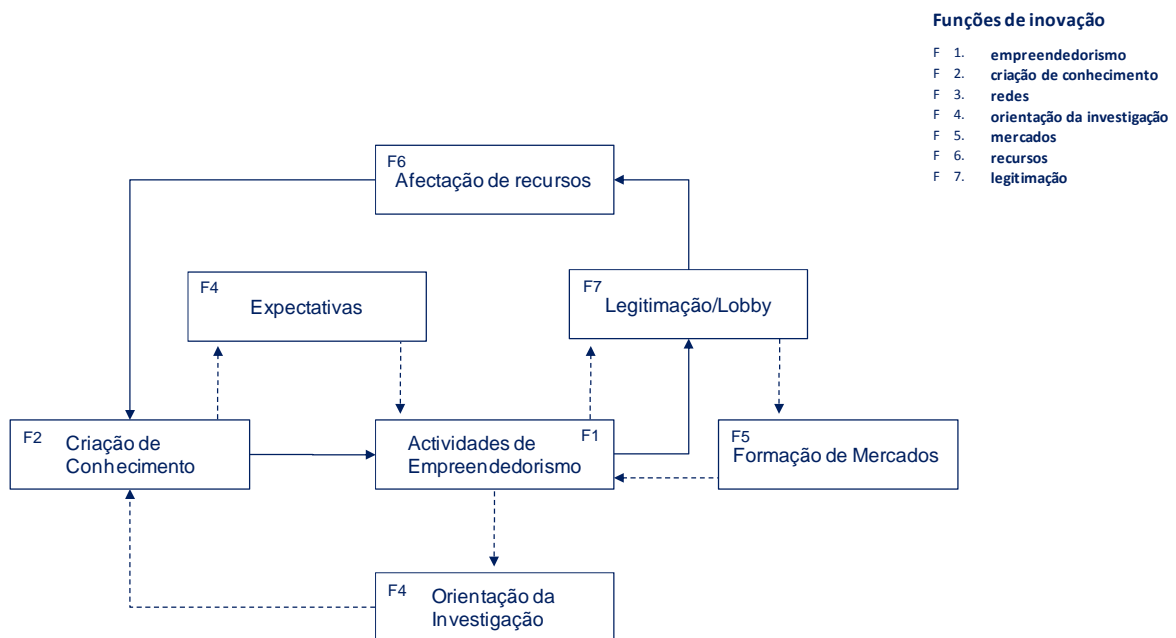 Funções de inovação
F 1. empreendedorismo
F 2. criação de conhecimento
F 3. redes
F 4. orientação da investigação
F 5. mercados
F 6. recursos
F 7. legitimação
F6
Afectação de recursos
F4
Expectativas
F7
Legitimação/Lobby
F2
Criação de
Conhecimento
F1
Actividades de
Empreendedorismo
F5
Formação de Mercados
F4
Orientação da
Investigação